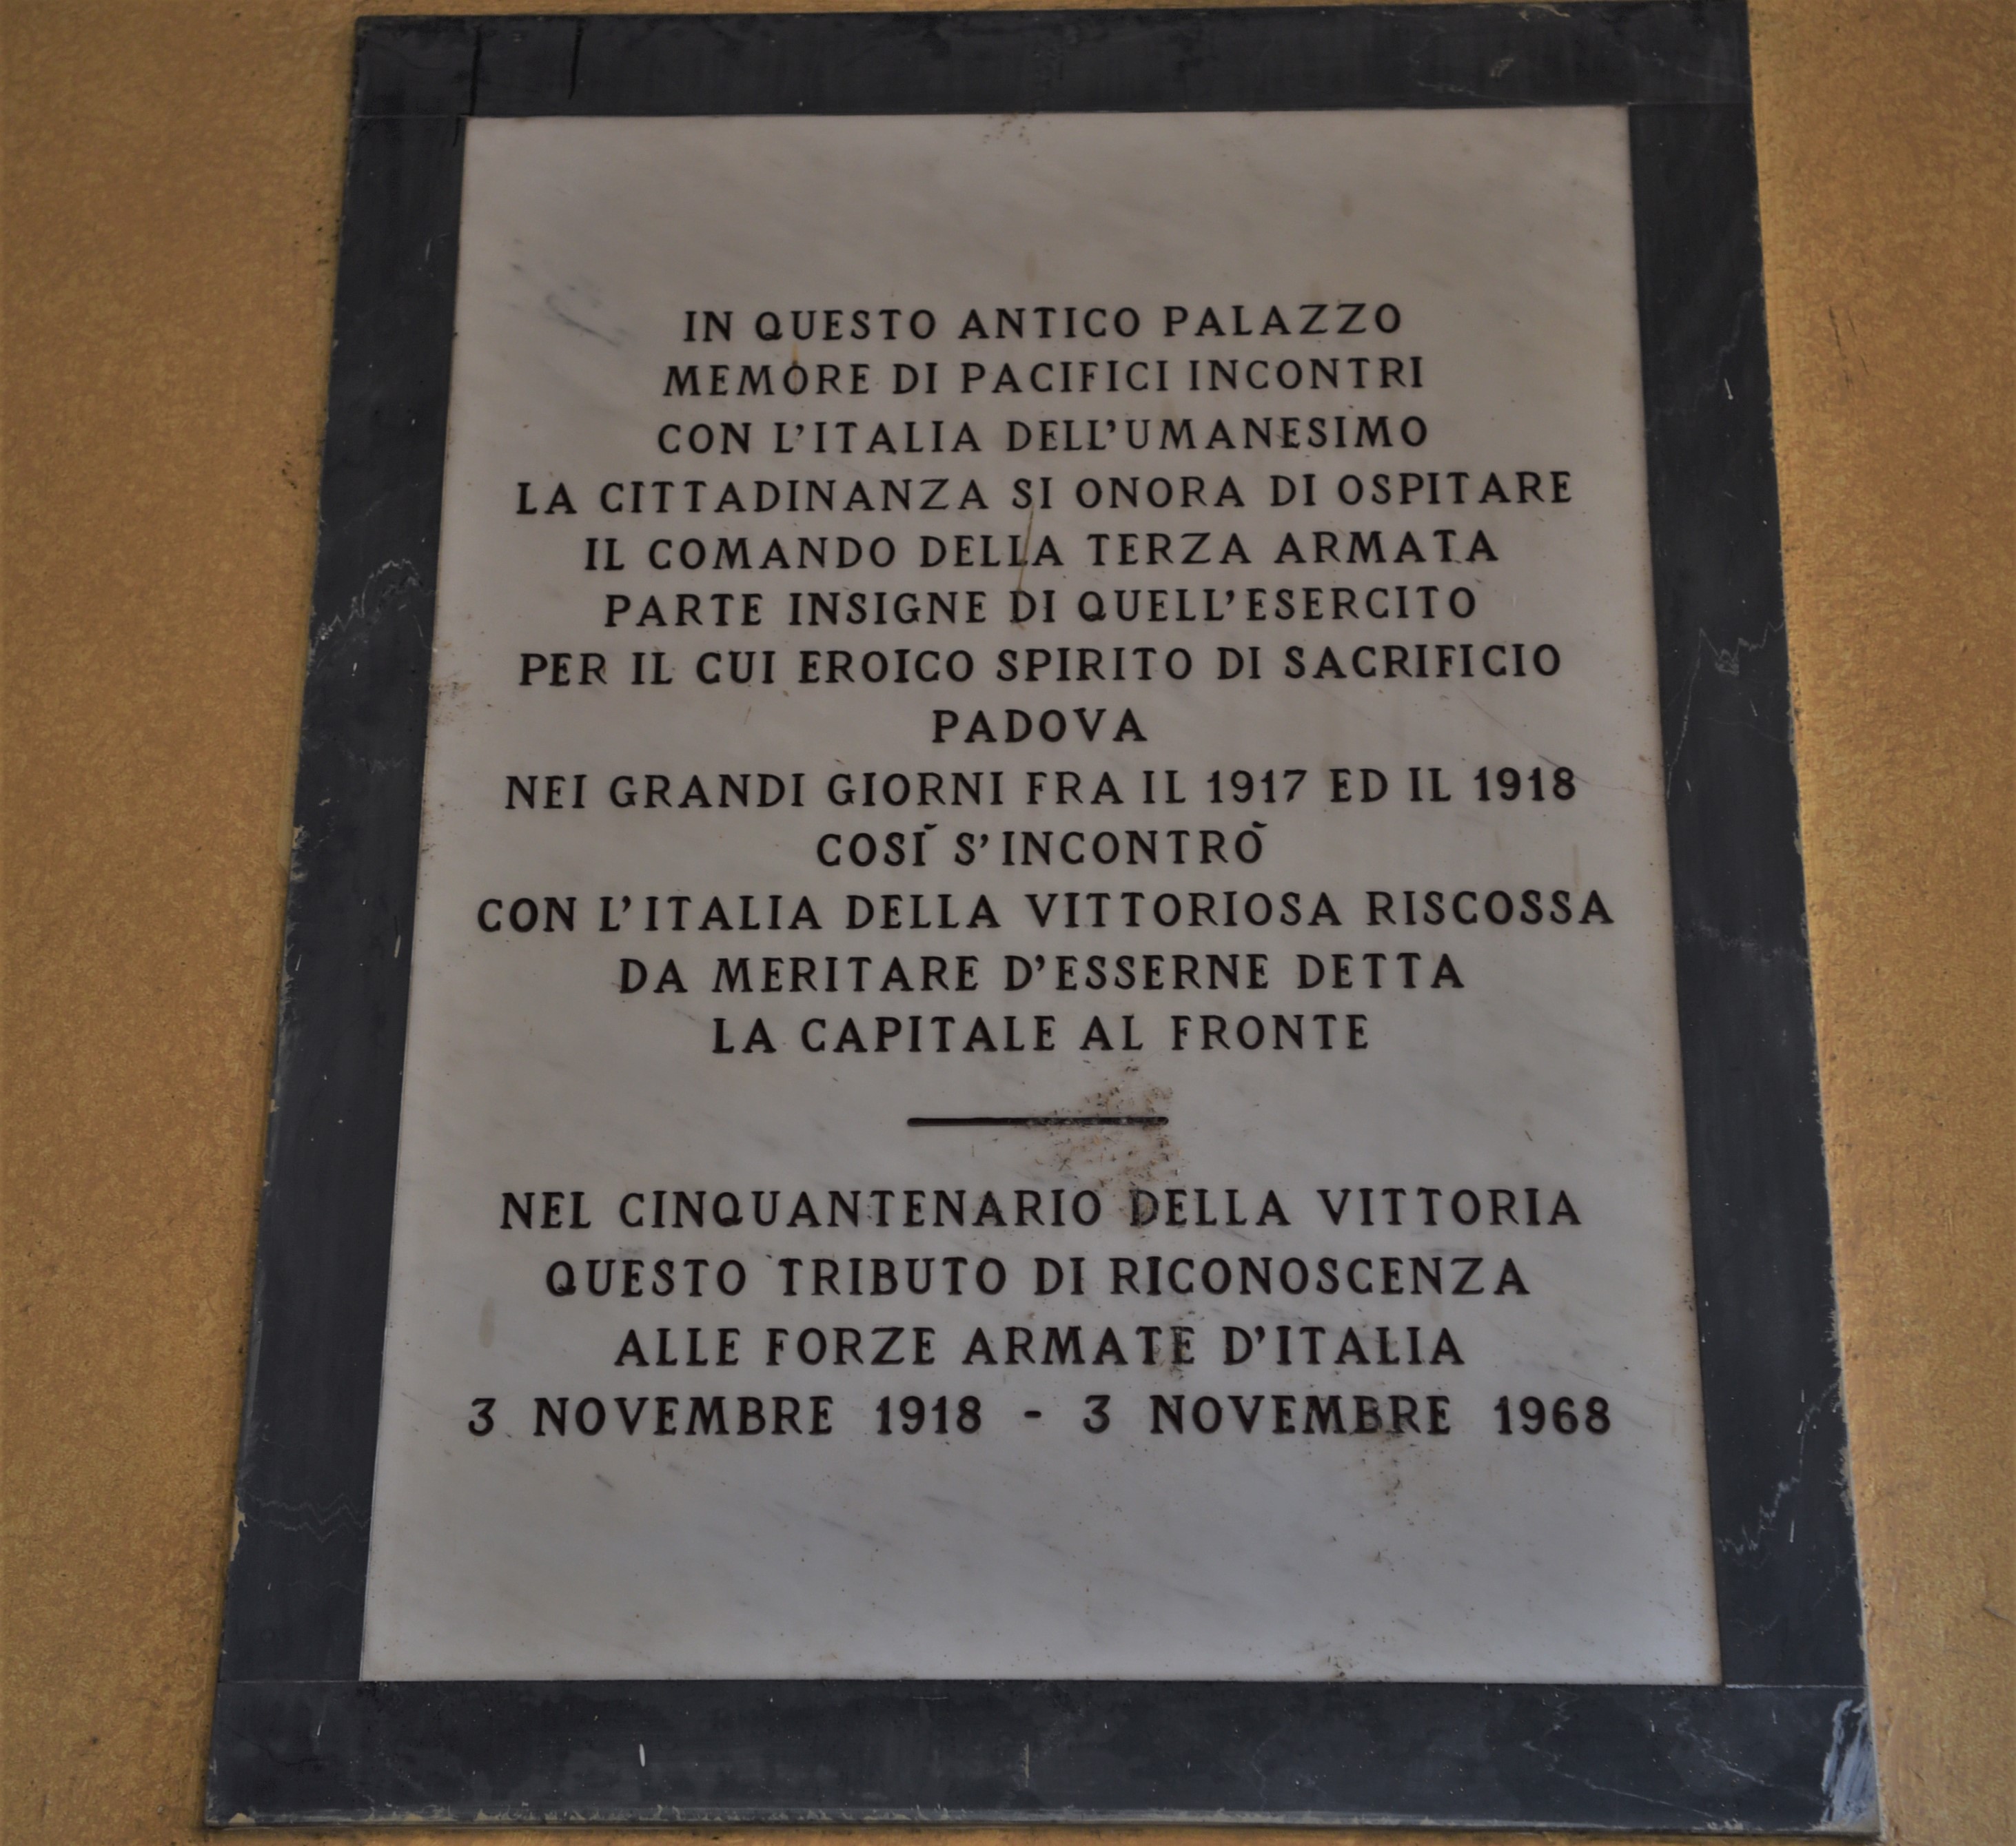 IN QUESTO ANTICO PALAZZO
MEMORE DI PACIFICI INCONTRI
CON L'ITALIA DELL'UMANESIMO
LA CITTADINANZA SI ONORA DI OSPITARE
IL COMANDO DELLA TERZA ARMATA
PARTE INSIGNE DI QUELL'ESERCITO
PER IL CUI EROICO SPIRITO DI SACRIFICIO
PADOVA
NEI GRANDI GIORNI FRA IL 1917 ED IL 1918
COSÌ S'INCONTRÒ
CON L'ITALIA DELLA VITTORIOSA RISCOSSA
DA MERITARE D'ESSERNE DETTA
LA CAPITALE AL FRONTE
NEL CINQUANTENARIO DELLA VITTORIA
QUESTO TRIBUTO DI RICONOSCENZA
ALLE FORZE ARMATE D'ITALIA
3 NOVEMBRE 1918 - 3 NOVEMBRE 1968